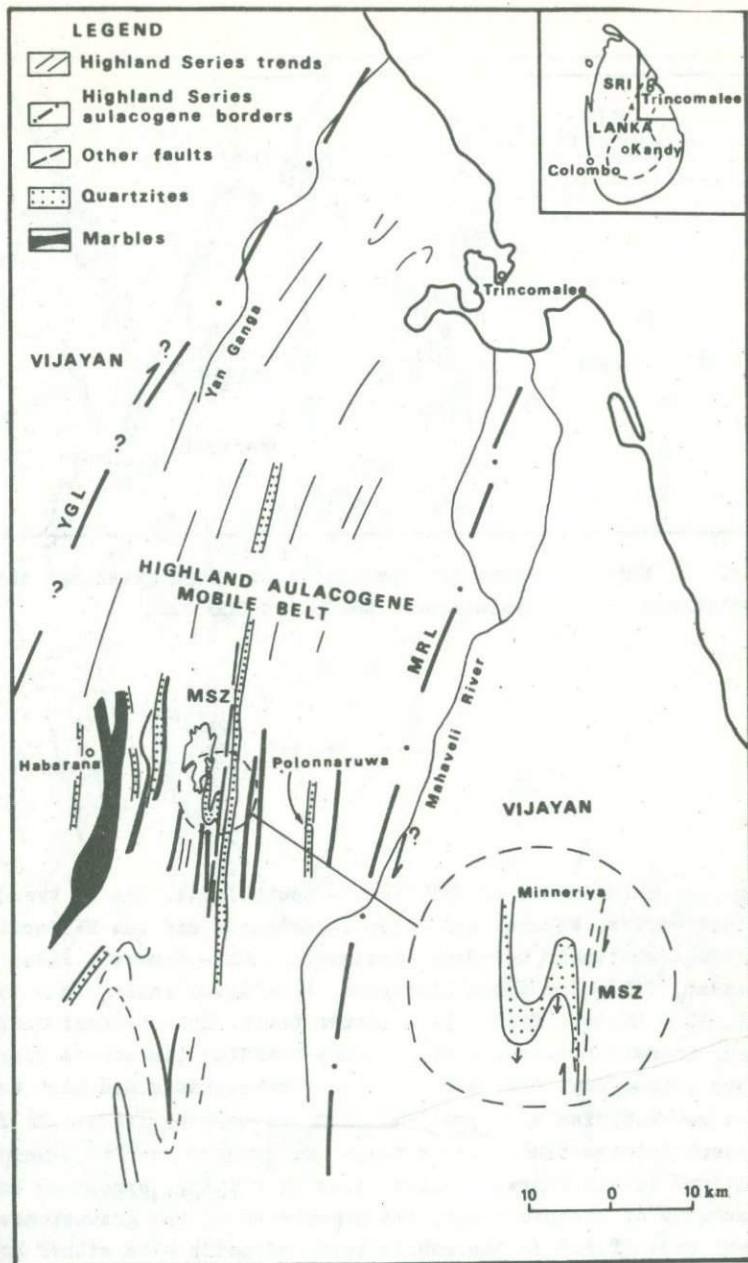 LEGEND
Highland Series trends
Highland Series
aulacogene borders
Other faults
Quartzites
Marbles
SRI
Trincomalee
LANKA
Kandy
Colombo
Trincomalee
Yan Ganga
VIJAYAN
?
?
YGL
?
HIGHLAND AULACOGENE
MOBILE BELT
MRL
MSZ
Mahaveli River
Habarana
Polonnaruwa
?
VIJAYAN
Minneriya
MSZ
10 0 10 km